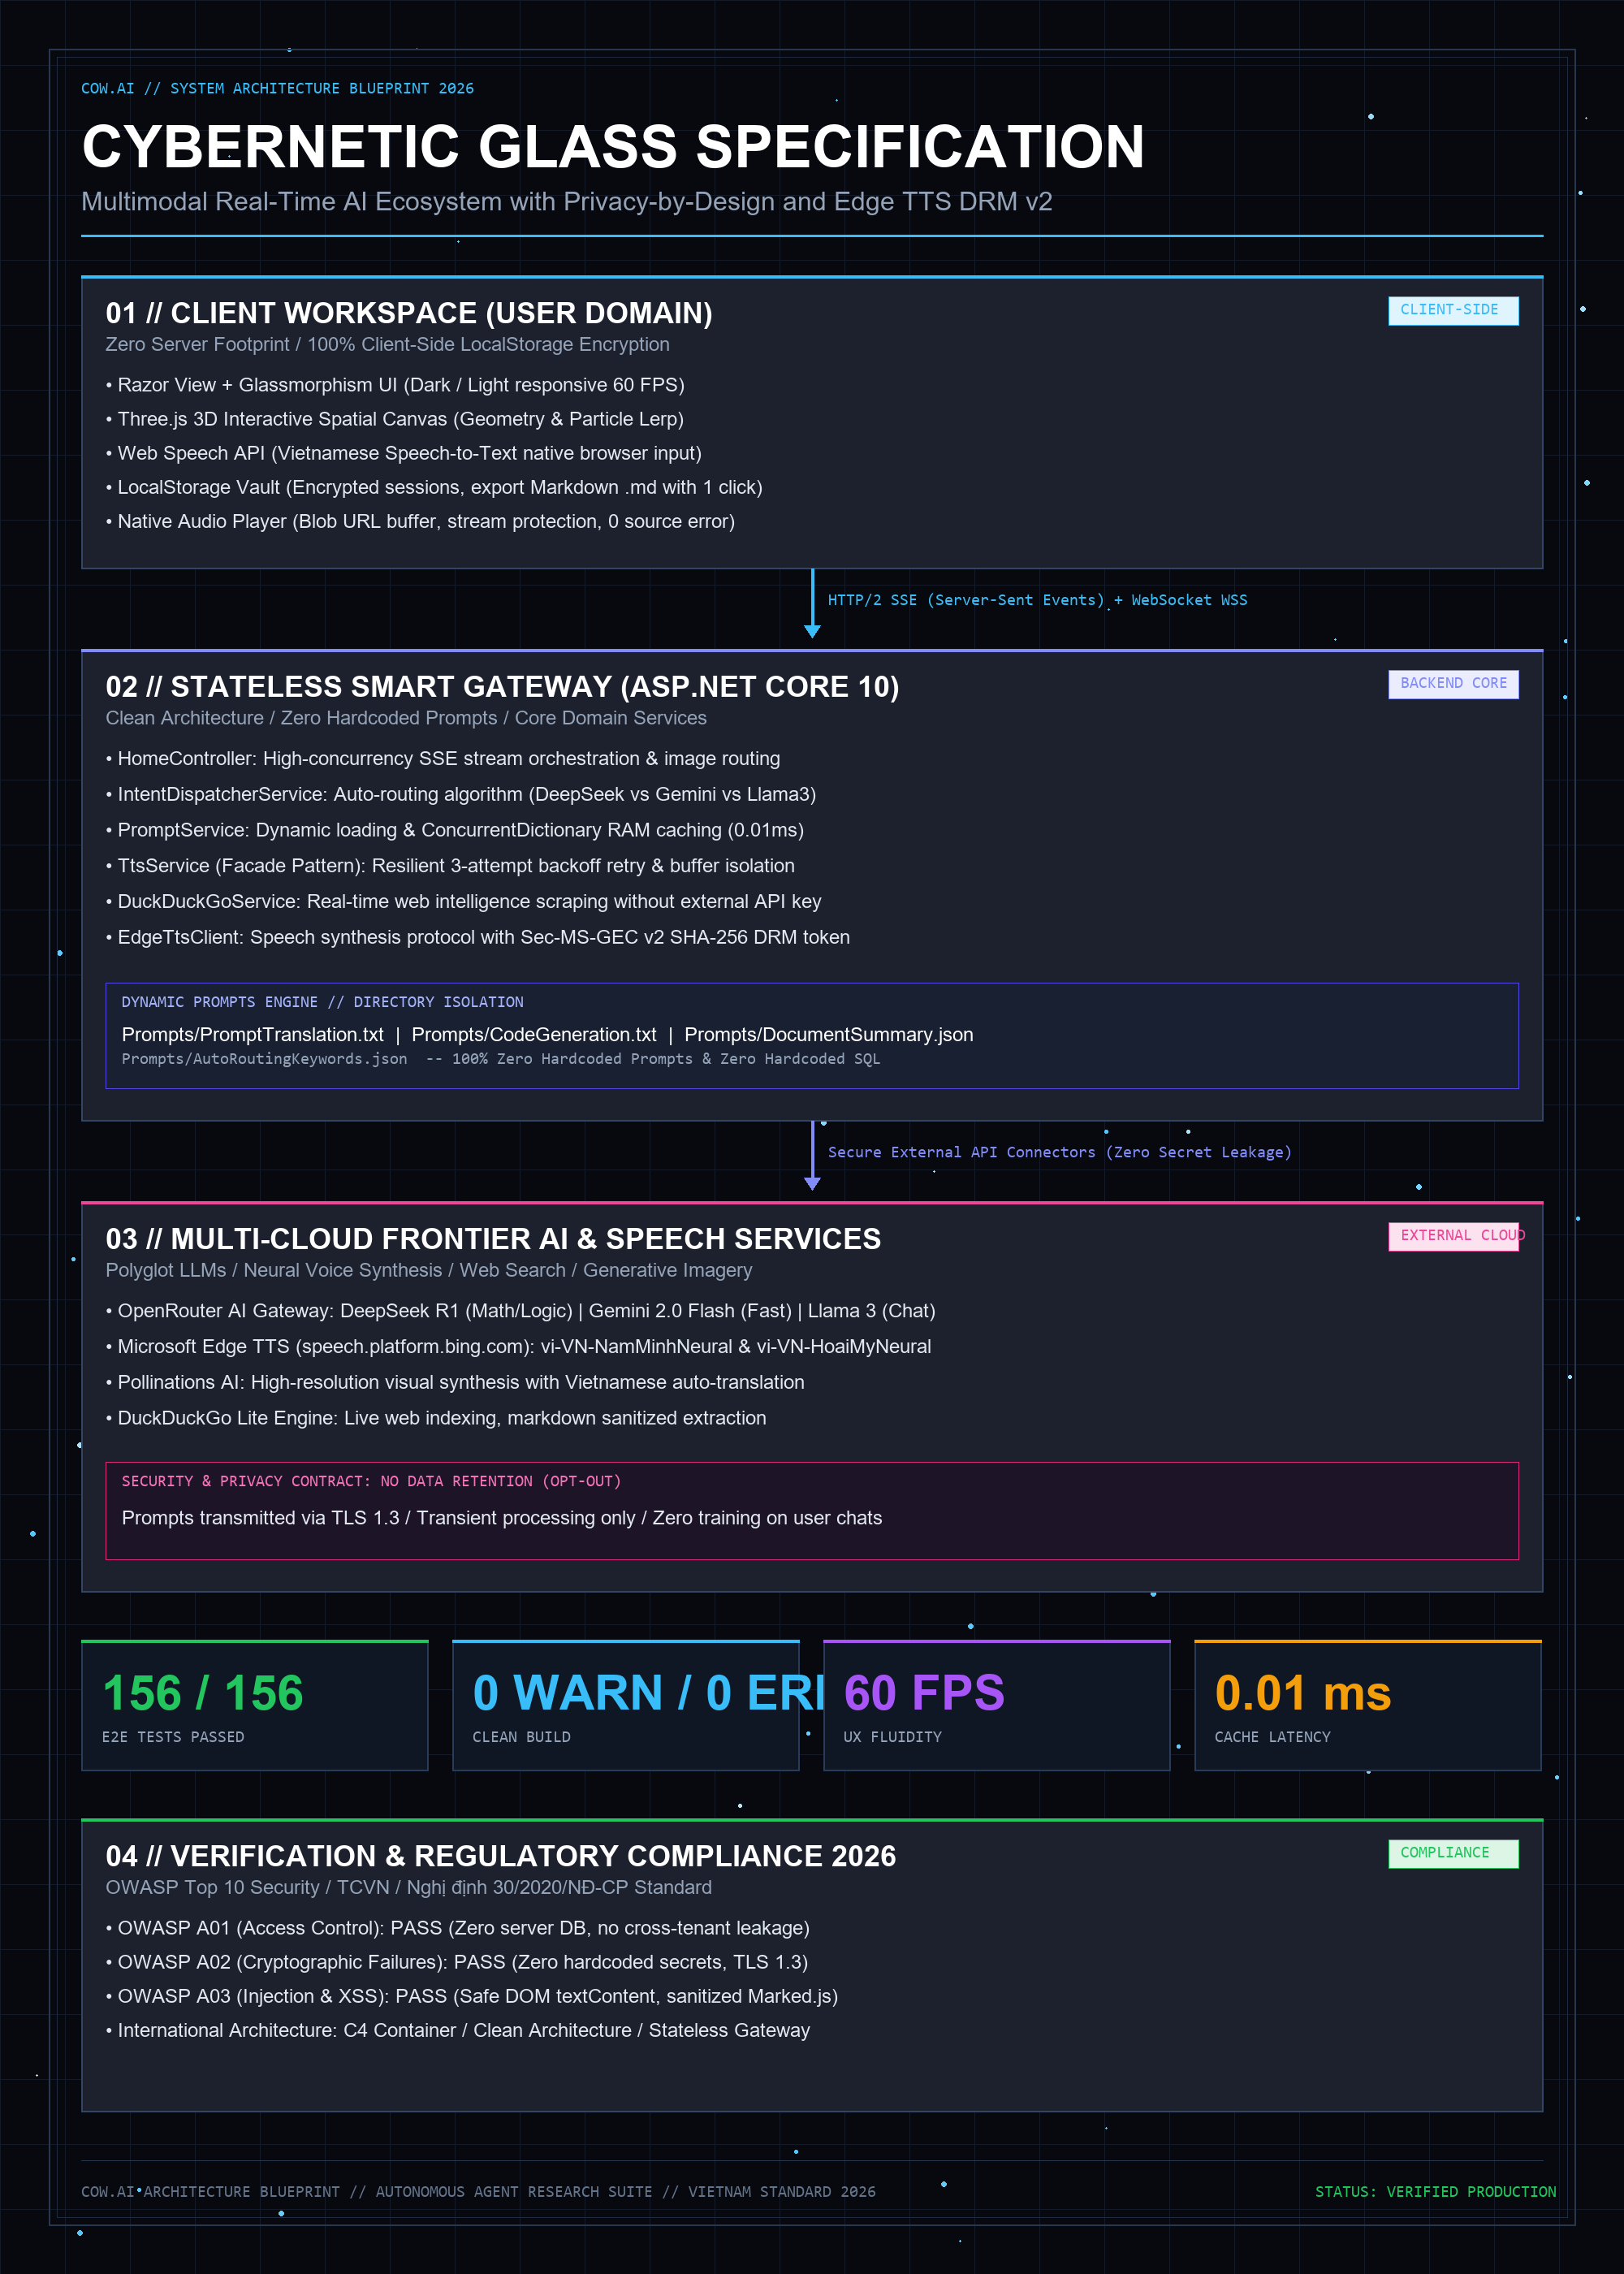 COW.AI // SYSTEM ARCHITECTURE BLUEPRINT 2026
CYBERNETIC GLASS SPECIFICATION
Multimodal Real-Time AI Ecosystem with Privacy-by-Design and Edge TTS DRM v2
01 // CLIENT WORKSPACE (USER DOMAIN)
CLIENT-SIDE
Zero Server Footprint / 100% Client-Side LocalStorage Encryption
• Razor View + Glassmorphism UI (Dark / Light responsive 60 FPS)
• Three.js 3D Interactive Spatial Canvas (Geometry & Particle Lerp)
• Web Speech API (Vietnamese Speech-to-Text native browser input)
• LocalStorage Vault (Encrypted sessions, export Markdown .md with 1 click)
• Native Audio Player (Blob URL buffer, stream protection, 0 source error)
HTTP/2 SSE (Server-Sent Events) + WebSocket WSS
02 // STATELESS SMART GATEWAY (ASP.NET CORE 10)
BACKEND CORE
Clean Architecture / Zero Hardcoded Prompts / Core Domain Services
• HomeController: High-concurrency SSE stream orchestration & image routing
• IntentDispatcherService: Auto-routing algorithm (DeepSeek vs Gemini vs Llama3)
• PromptService: Dynamic loading & ConcurrentDictionary RAM caching (0.01ms)
• TtsService (Facade Pattern): Resilient 3-attempt backoff retry & buffer isolation
• DuckDuckGoService: Real-time web intelligence scraping without external API key
• EdgeTtsClient: Speech synthesis protocol with Sec-MS-GEC v2 SHA-256 DRM token
DYNAMIC PROMPTS ENGINE // DIRECTORY ISOLATION
Prompts/PromptTranslation.txt | Prompts/CodeGeneration.txt | Prompts/DocumentSummary.json
Prompts/AutoRoutingKeywords.json -- 100% Zero Hardcoded Prompts & Zero Hardcoded SQL
Secure External API Connectors (Zero Secret Leakage)
03 // MULTI-CLOUD FRONTIER AI & SPEECH SERVICES
EXTERNAL CLOUD
Polyglot LLMs / Neural Voice Synthesis / Web Search / Generative Imagery
• OpenRouter AI Gateway: DeepSeek R1 (Math/Logic) | Gemini 2.0 Flash (Fast) | Llama 3 (Chat)
• Microsoft Edge TTS (speech.platform.bing.com): vi-VN-NamMinhNeural & vi-VN-HoaiMyNeural
• Pollinations AI: High-resolution visual synthesis with Vietnamese auto-translation
• DuckDuckGo Lite Engine: Live web indexing, markdown sanitized extraction
SECURITY & PRIVACY CONTRACT: NO DATA RETENTION (OPT-OUT)
Prompts transmitted via TLS 1.3 / Transient processing only / Zero training on user chats
156 / 156
E2E TESTS PASSED
0 WARN / 0
CLEAN BUILD
60 FPS
UX FLUIDITY
0.01 ms
CACHE LATENCY
04 // VERIFICATION & REGULATORY COMPLIANCE 2026
COMPLIANCE
OWASP Top 10 Security / TCVN / Nghị định 30/2020/NĐ-CP Standard
• OWASP A01 (Access Control): PASS (Zero server DB, no cross-tenant leakage)
• OWASP A02 (Cryptographic Failures): PASS (Zero hardcoded secrets, TLS 1.3)
• OWASP A03 (Injection & XSS): PASS (Safe DOM textContent, sanitized Marked.js)
• International Architecture: C4 Container / Clean Architecture / Stateless Gateway
COW.AI ARCHITECTURE BLUEPRINT // AUTONOMOUS AGENT RESEARCH SUITE // VIETNAM STANDARD 2026
STATUS: VERIFIED PRODUCTION